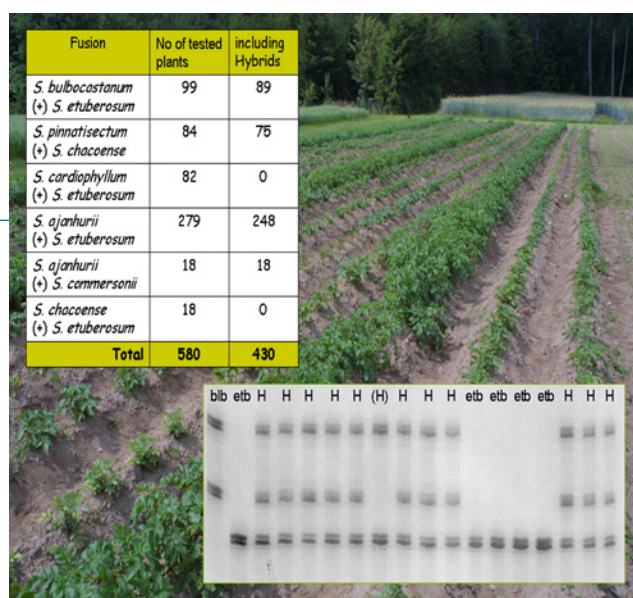 Fusion No of tested including
plants Hybrids
S. bulbocastanum 99 89
(+) S. etuberosum
S. pinnatisectum 84 75
(+) S. chacoense
S. cardiophyllum 82 0
(+) S. etuberosum
S. ajanhurii 279 248
(+) S. etuberosum
S. ajanhurii 18 18
(+) S. commersonii
S. chacoense 18 0
(+) S. etuberosum
Total 580 430
blb etb H H H H H (H) H H H etb etb etb etb H H H